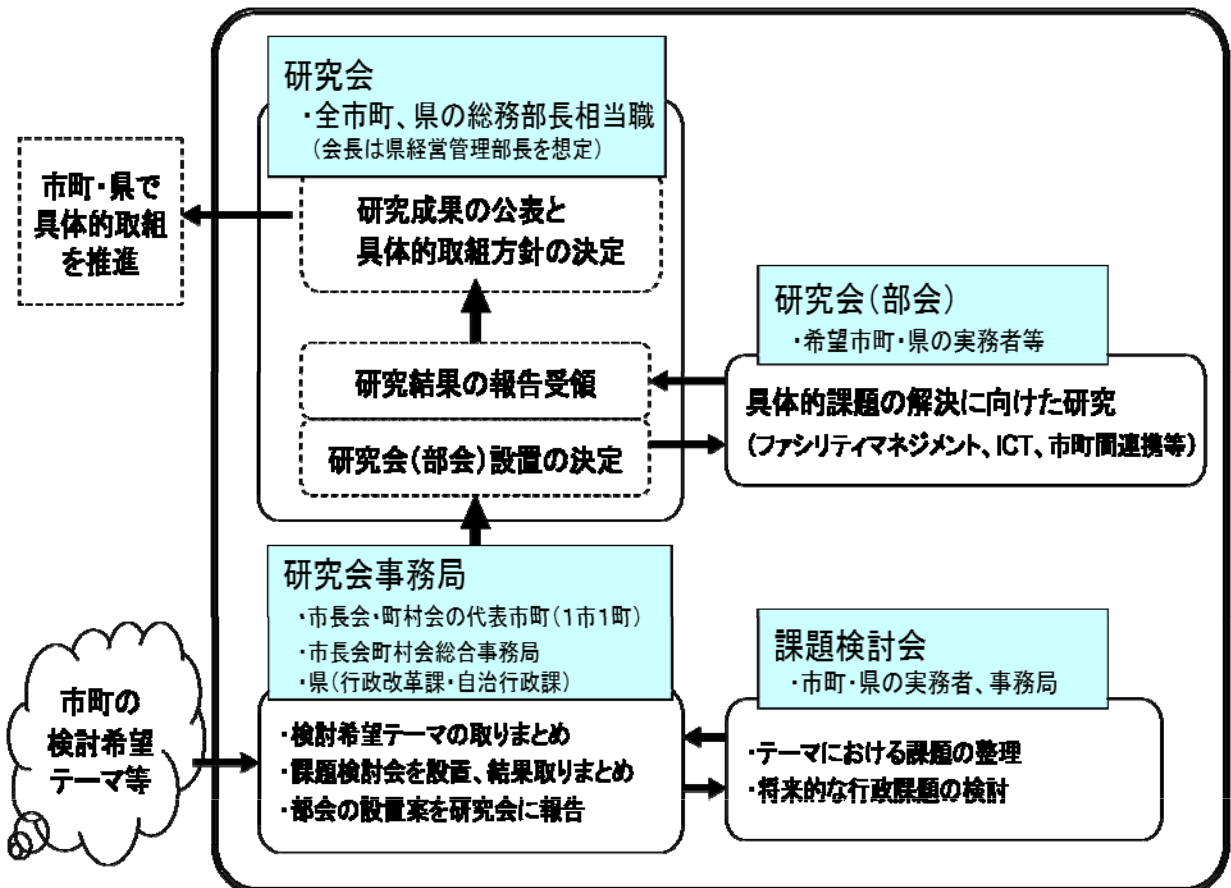 研究会
・全市町、県の総務部長相当職
(会長は県経営管理部長を想定)
研究成果の公表と
具体的取組方針の決定
市町・県で
具体的取組
を推進
研究結果の報告受領
研究会(部会)設置の決定
研究会(部会)
・希望市町・県の実務者等
具体的課題の解決に向けた研究
(ファシリティマネジメント、ICT、市町間連携等)
研究会事務局
・市長会・町村会の代表市町(1市1町)
・市長会町村会総合事務局
・県(行政改革課・自治行政課)
・検討希望テーマの取りまとめ
・課題検討会を設置、結果取りまとめ
・部会の設置案を研究会に報告
市町の
検討希望
テーマ等
課題検討会
・市町・県の実務者、事務局
・テーマにおける課題の整理
・将来的な行政課題の検討